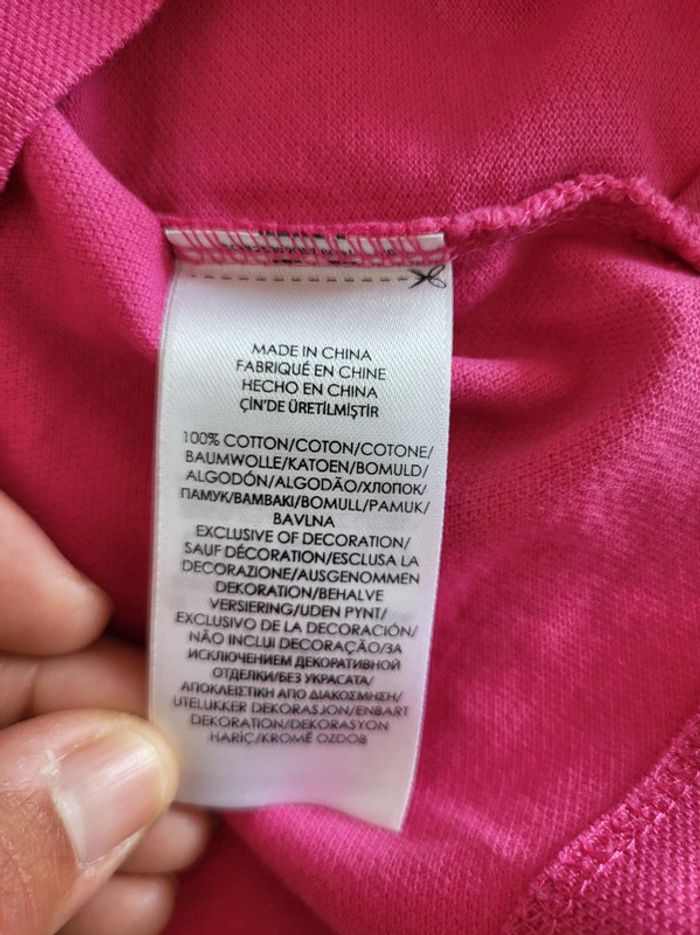 MADE IN CHINA
FABRIQUÉ EN CHINE
HECHO EN CHINA
ÇİN'DE ÜRETİLMİŞTİR
100% COTTON/COTON/COTONE/
BAUMWOLLE/KATOEN/BOMULD/
ALGODÓN/ALGODÃO/ХЛОПОК/
ПАМУК/ΒΑΜΒΑΚΙ/BOMULL/PAMUK/
BAVLNA
EXCLUSIVE OF DECORATION/
SAUF DÉCORATION/ESCLUSA LA
DECORAZIONE/AUSGENOMMEN
DEKORATION/BEHALVE
VERSIERING/UDEN PYNT/
EXCLUSIVO DE LA DECORACIÓN/
NÃO INCLUI DECORAÇÃO/ЗА
ИСКЛЮЧЕНИЕМ ДЕКОРАТИВНОЙ
ОТДЕЛКИ/БЕЗ УКРАСАТА/
ΑΠΟΚΛΕΙΣΤΙΚΗ ΑΠΟ ΔΙΑΚΟΣΜΗΣΗ/
UTELUKKER DEKORASJON/ENBART
DEKORATION/DEKORASYON
HARİÇ/KROMĚ OZDOB